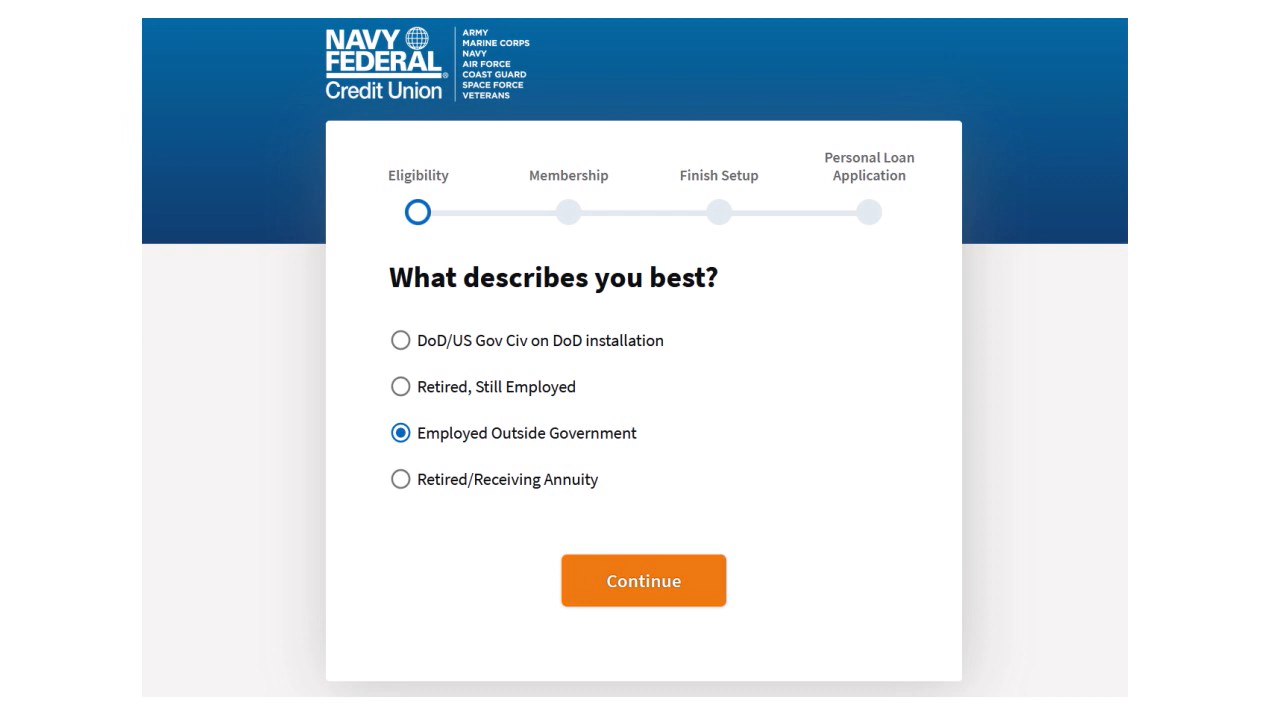 NAVY
FEDERAL®
Credit Union
ARMY
MARINE CORPS
NAVY
AIR FORCE
COAST GUARD
SPACE FORCE
VETERANS
Eligibility
Membership
Finish Setup
Personal Loan
Application
What describes you best?
DoD/US Gov Civ on DoD installation
Retired, Still Employed
Employed Outside Government
Retired/Receiving Annuity
Continue